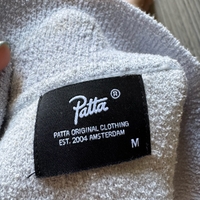 Patta®
PATTA ORIGINAL CLOTHING
EST. 2004 AMSTERDAM
M